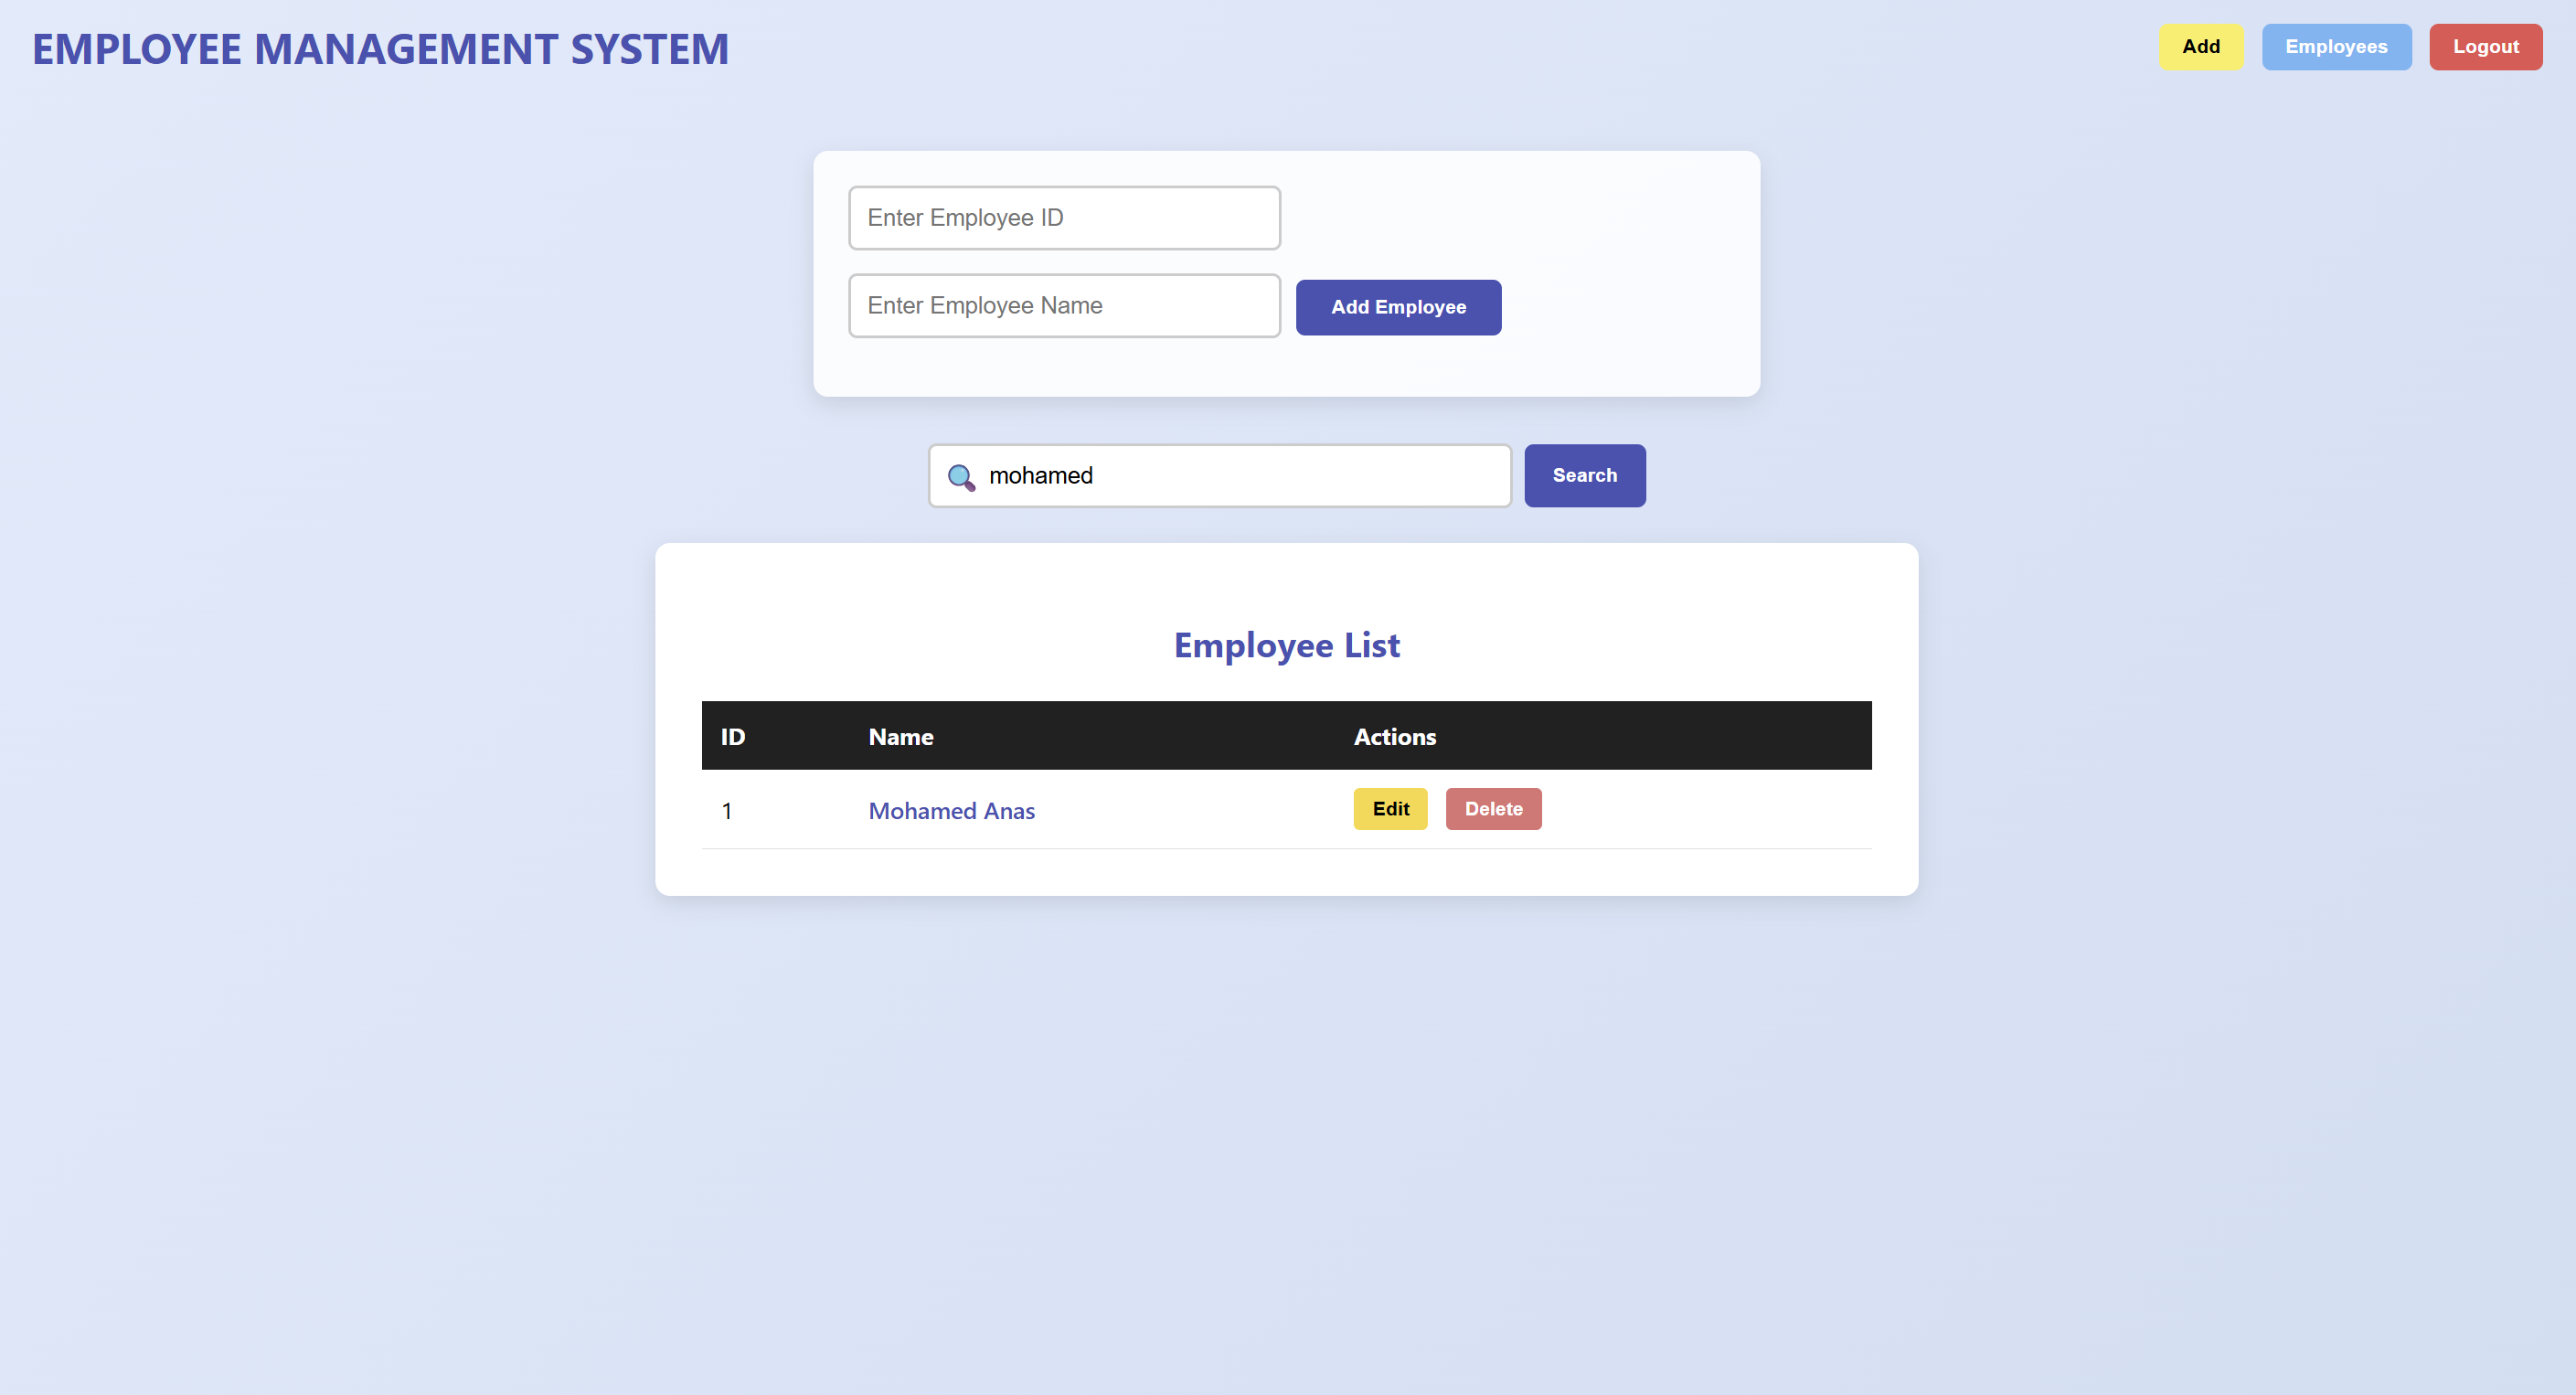 EMPLOYEE MANAGEMENT SYSTEM
Add Employees Logout
Enter Employee ID
Enter Employee Name
Add Employee
mohamed
Search
Employee List
ID Name Actions
1 Mohamed Anas Edit Delete